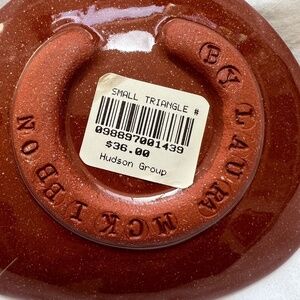 SMALL TRIANGLE #
098897001439
$36.00
Hudson Group
BY LAURA MCKIBBON